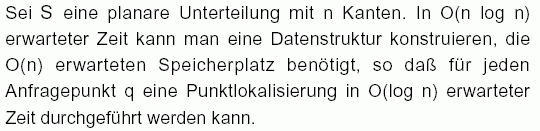 Sei S eine planare Unterteilung mit n Kanten. In O(n log n)
erwarteter Zeit kann man eine Datenstruktur konstruieren, die
O(n) erwarteten Speicherplatz benötigt, so daß für jeden
Anfragepunkt q eine Punktlokalisierung in O(log n) erwarteter
Zeit durchgeführt werden kann.